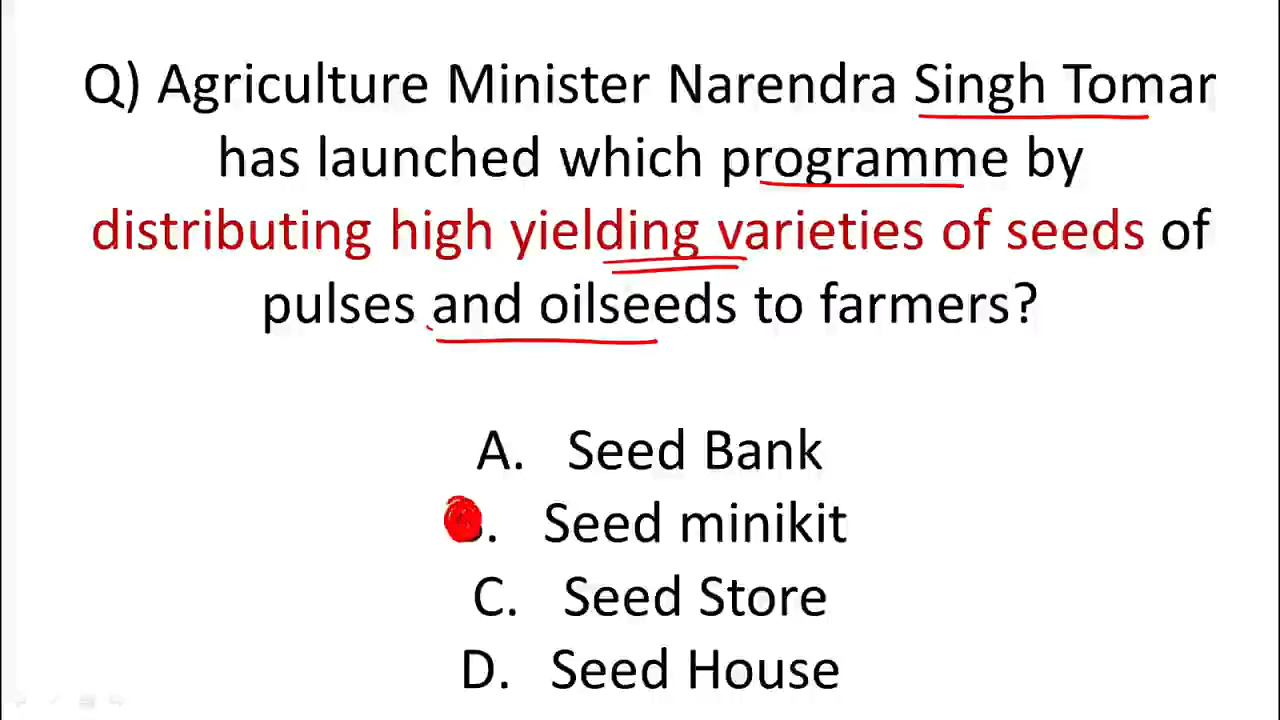 Q) Agriculture Minister Narendra Singh Tomar
has launched which programme by
distributing high yielding varieties of seeds of
pulses and oilseeds to farmers?
A. Seed Bank
. Seed minikit
C. Seed Store
D. Seed House